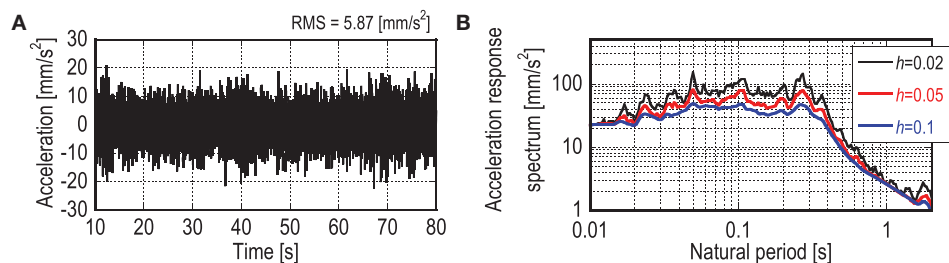 A
RMS = 5.87 [mm/s²]
Acceleration [mm/s²]
30
20
10
0
-10
-20
-30
10 20 30 40 50 60 70 80
Time [s]
B
Acceleration response
spectrum [mm/s²]
100
10
1
0.01 0.1 1
Natural period [s]
h=0.02
h=0.05
h=0.1